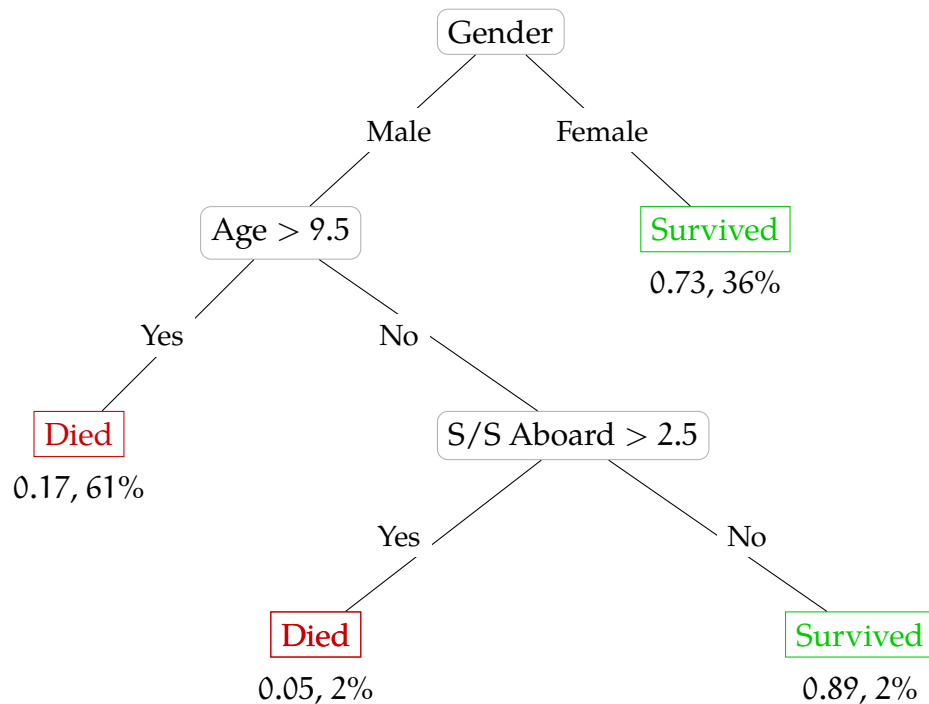 Gender
Male
Female
Age > 9.5
Survived
0.73, 36%
Yes
No
Died
0.17, 61%
S/S Aboard > 2.5
Yes
No
Died
0.05, 2%
Survived
0.89, 2%